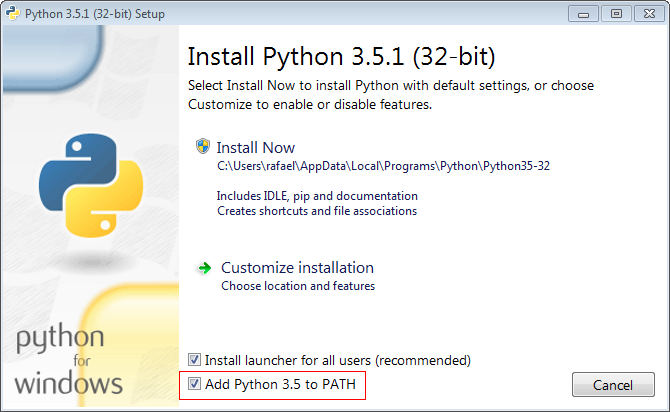 Python 3.5.1 (32-bit) Setup
Install Python 3.5.1 (32-bit)
Select Install Now to install Python with default settings, or choose
Customize to enable or disable features.
Install Now
C:\Users\rafael\AppData\Local\Programs\Python\Python35-32
Includes IDLE, pip and documentation
Creates shortcuts and file associations
Customize installation
Choose location and features
python
for
windows
Install launcher for all users (recommended)
Add Python 3.5 to PATH
Cancel